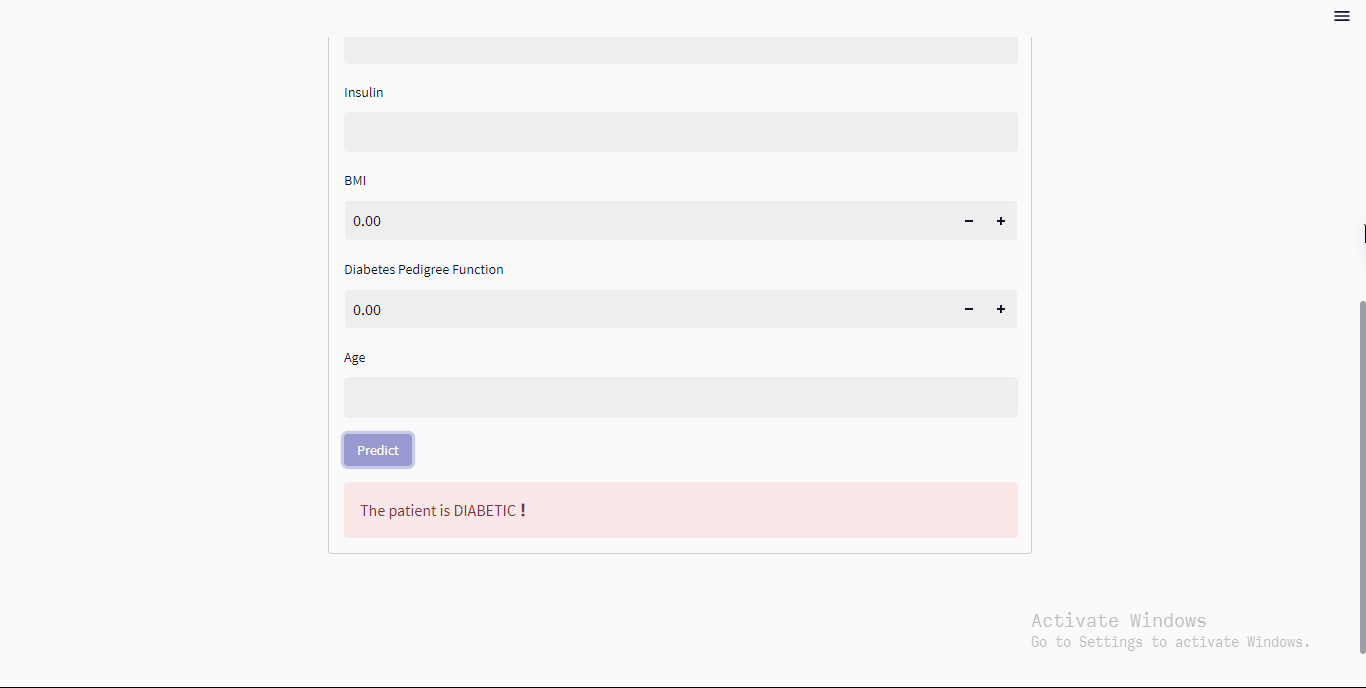 Insulin
BMI
0.00
Diabetes Pedigree Function
0.00
Age
Predict
The patient is DIABETIC❗
Activate Windows
Go to Settings to activate Windows.